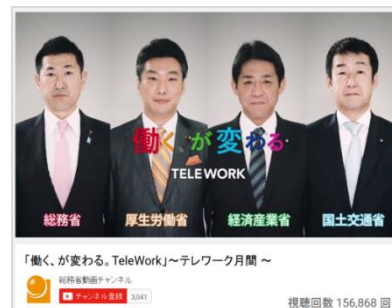 働く、が変わる
TELEWORK
総務省 厚生労働省 経済産業省 国土交通省
「働く、が変わる。TeleWork」～テレワーク月間 ～
総務省動画チャンネル
チャンネル登録 3,041
視聴回数 156,868 回